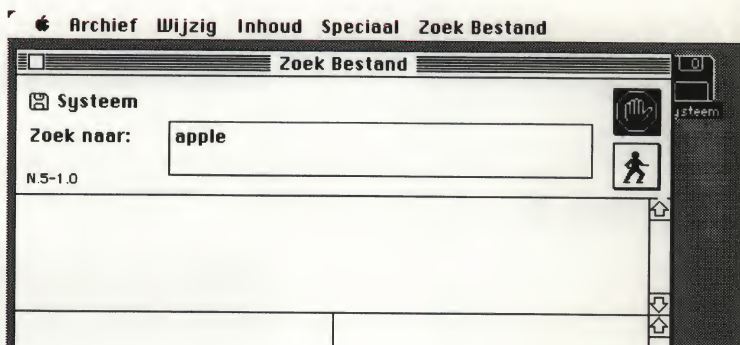 Archief Wijzig Inhoud Speciaal Zoek Bestand
Zoek Bestand
Systeem
Zoek naar: apple
N.5-1.0
ysteem